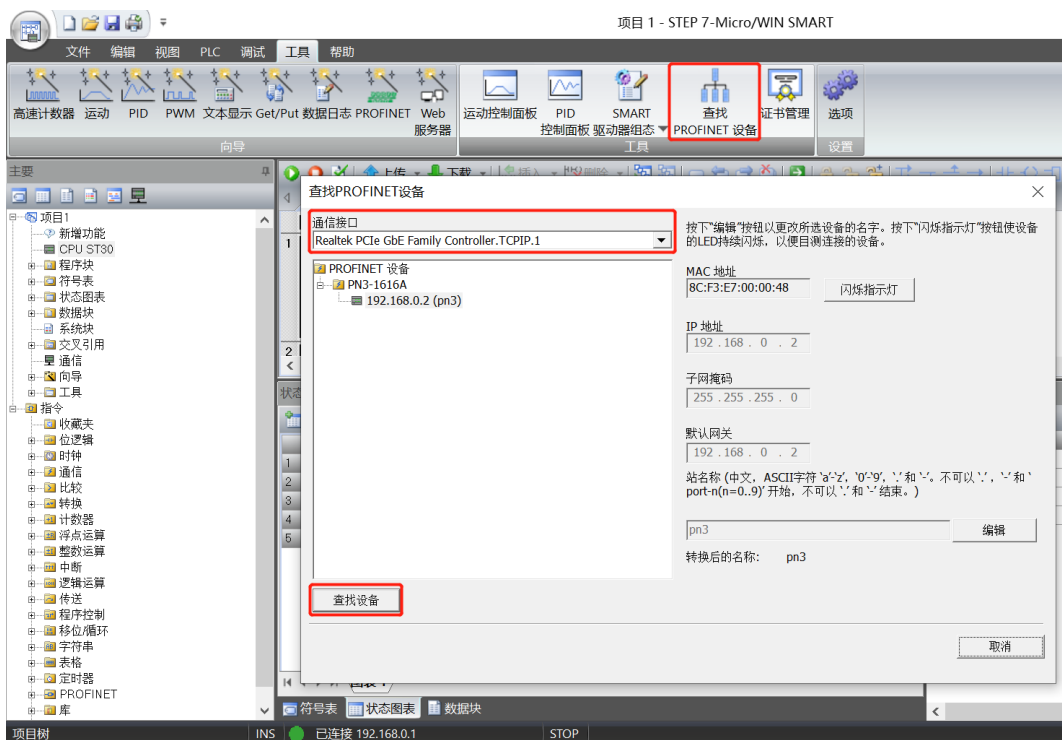 项目 1 - STEP 7-Micro/WIN SMART
文件 编辑 视图 PLC 调试 工具 帮助
高速计数器 运动 PID PWM 文本显示 Get/Put 数据日志 PROFINET Web 服务器
向导
运动控制面板 PID 控制面板 SMART 驱动器组态 查找 PROFINET 设备 证书管理
工具
选项
设置
主要
上传 下载 插入 删除
项目1
新增功能
CPU ST30
程序块
符号表
状态图表
数据块
系统块
交叉引用
通信
向导
工具
指令
收藏夹
位逻辑
时钟
通信
比较
转换
计数器
浮点运算
整数运算
中断
逻辑运算
传送
程序控制
移位/循环
字符串
表格
定时器
PROFINET
库
1
2
状态
1
2
3
4
5
查找PROFINET设备
通信接口
Realtek PCIe GbE Family Controller.TCPIP.1
PROFINET 设备
PN3-1616A
192.168.0.2 (pn3)
查找设备
按下"编辑"按钮以更改所选设备的名字。按下"闪烁指示灯"按钮使设备
的LED持续闪烁，以便目测连接的设备。
MAC 地址
8C:F3:E7:00:00:48 闪烁指示灯
IP 地址
192 . 168 . 0 . 2
子网掩码
255 . 255 . 255 . 0
默认网关
192 . 168 . 0 . 2
站名称 (中文，ASCII字符 `a'-`z'，`0'-`9'，`.' 和 `-'。不可以 `.'，`-' 和 `
port-n(n=0..9)' 开始，不可以 `.' 和 `-' 结束。)
pn3 编辑
转换后的名称: pn3
取消
符号表 状态图表 数据块
项目树 INS 已连接 192.168.0.1 STOP